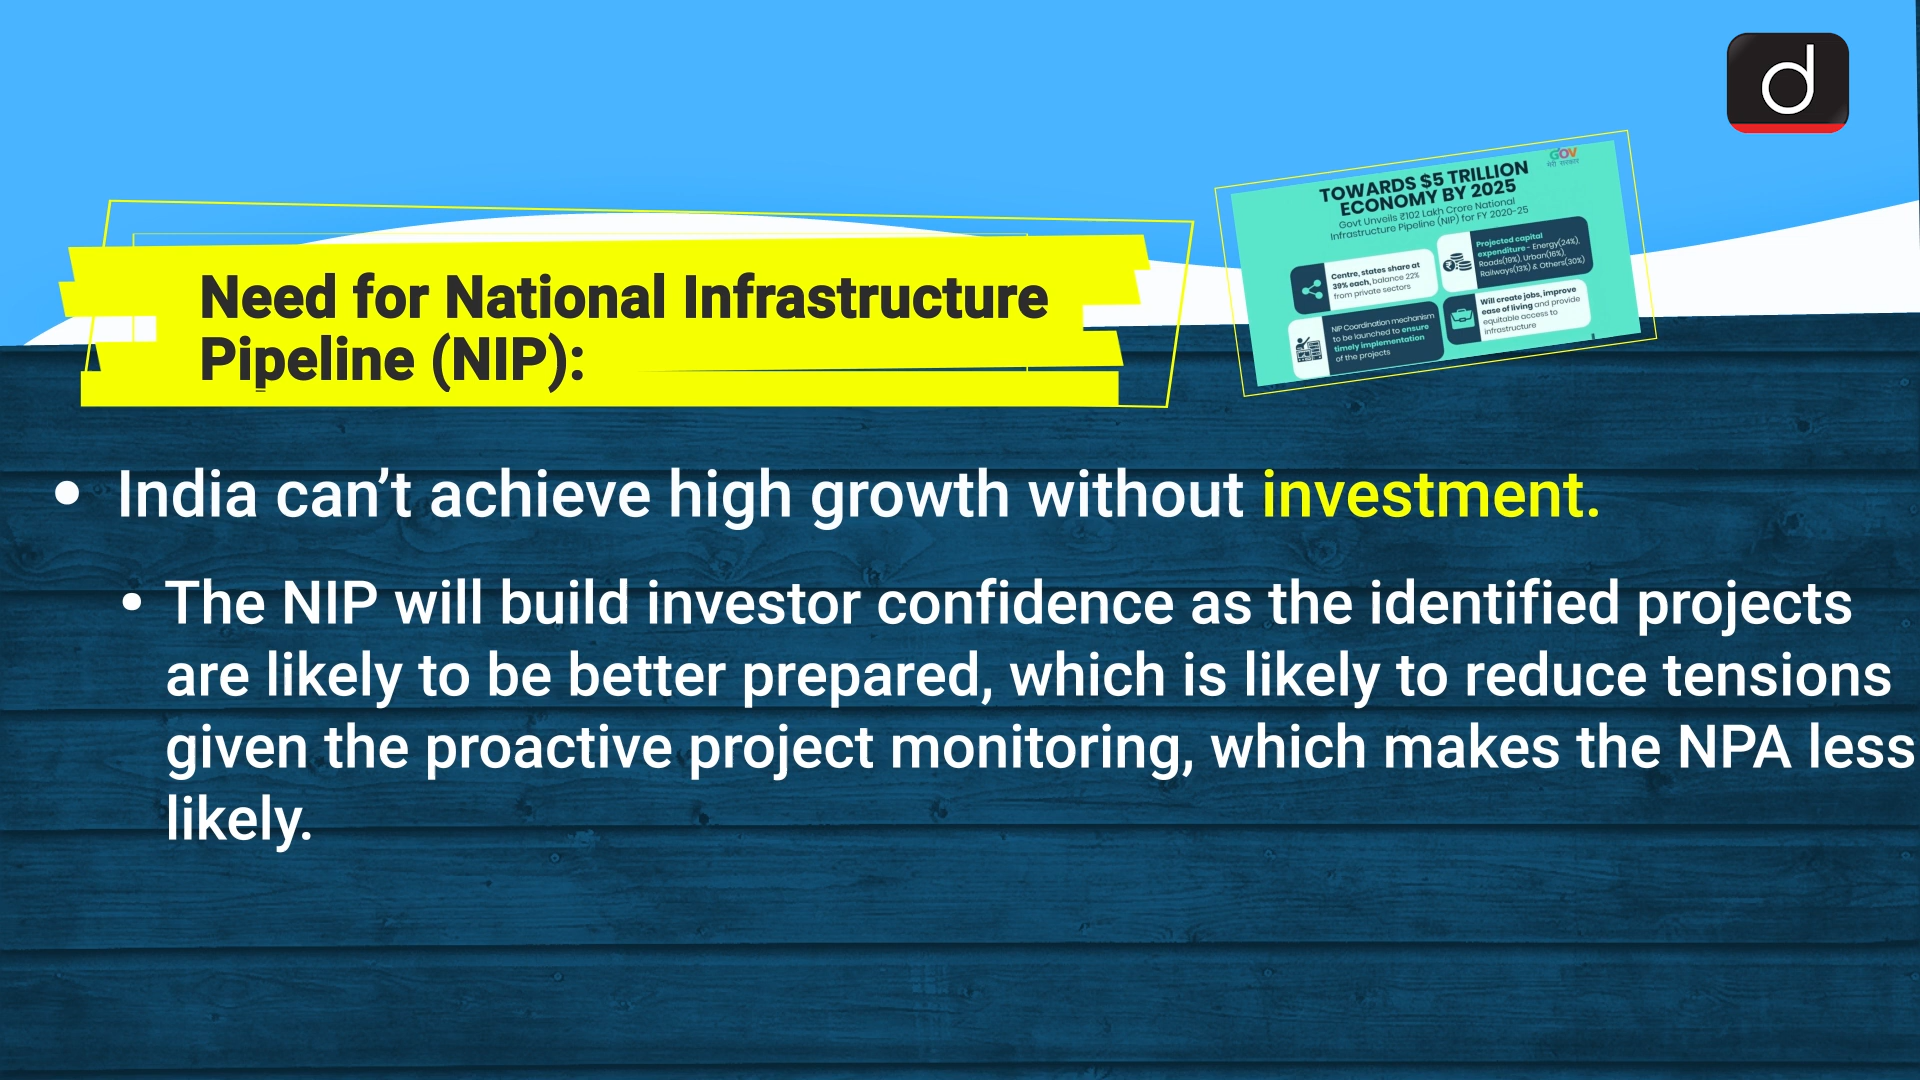 d
TOWARDS $5 TRILLION
ECONOMY BY 2025
GOV
मेरी सरकार
Govt Unveils ₹102 Lakh Crore National
Infrastructure Pipeline (NIP) for FY 2020-25
Centre, states share at
39% each, balance 22%
from private sectors
Projected capital
expenditure - Energy(24%),
Roads(19%), Urban(16%),
Railways(13%) & Others(30%)
NIP Coordination mechanism
to be launched to ensure
timely implementation
of the projects
Will create jobs, improve
ease of living and provide
equitable access to
infrastructure
Need for National Infrastructure
Pipeline (NIP):
• India can’t achieve high growth without investment.
• The NIP will build investor confidence as the identified projects
are likely to be better prepared, which is likely to reduce tensions
given the proactive project monitoring, which makes the NPA less
likely.